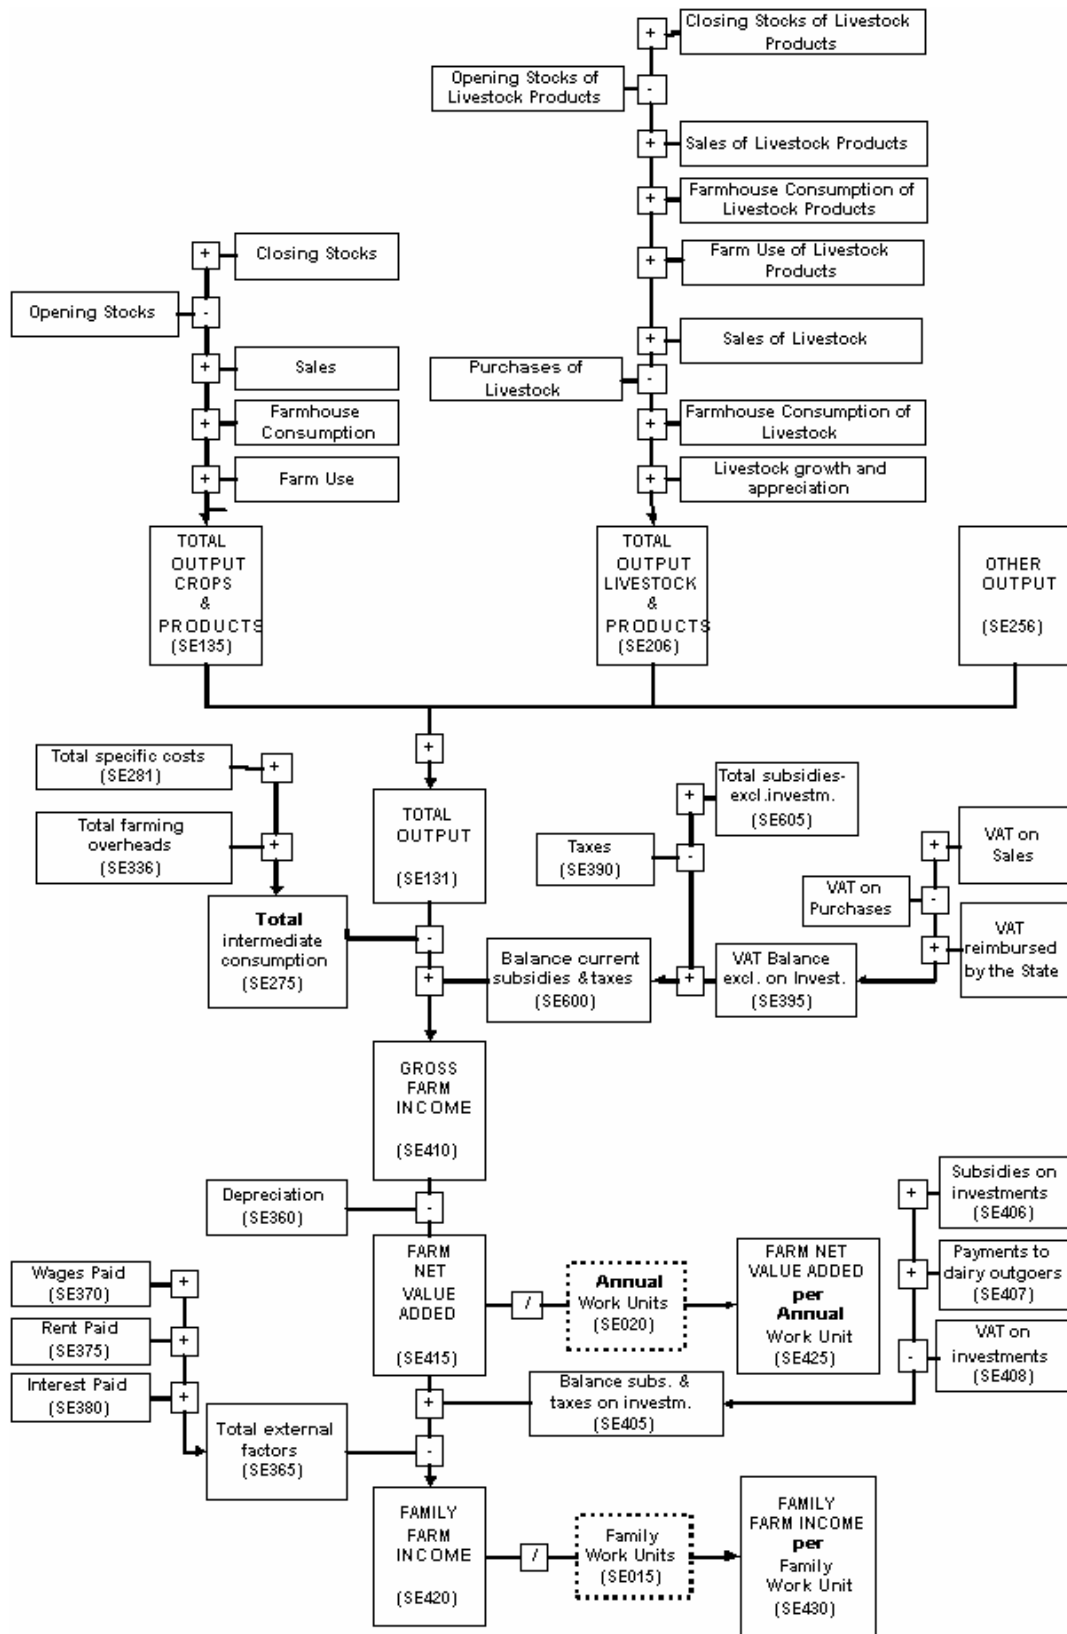 +
Closing Stocks of Livestock
Products
Opening Stocks of
Livestock Products
-
+
Sales of Livestock Products
+
Farmhouse Consumption of
Livestock Products
+
Closing Stocks
+
Farm Use of Livestock
Products
Opening Stocks
-
+
Sales of Livestock
+
Sales
Purchases of
Livestock
-
+
Farmhouse
Consumption
+
Farmhouse Consumption of
Livestock
+
Farm Use
+
Livestock growth and
appreciation
TOTAL
OUTPUT
CROPS
&
PRODUCTS
(SE135)
TOTAL
OUTPUT
LIVESTOCK
&
PRODUCTS
(SE206)
OTHER
OUTPUT
(SE256)
+
Total specific costs
(SE281)
+
Total farming
overheads
(SE336)
+
TOTAL
OUTPUT
(SE131)
+
Total subsidies-
excl.investm.
(SE605)
Taxes
(SE390)
-
+
VAT on
Sales
VAT on
Purchases
-
+
VAT
reimbursed
by the State
Total
intermediate
consumption
(SE275)
-
+
Balance current
subsidies & taxes
(SE600)
+
VAT Balance
excl. on Invest.
(SE395)
GROSS
FARM
INCOME
(SE410)
Depreciation
(SE360)
-
+
Subsidies on
investments
(SE406)
Wages Paid
(SE370)
+
FARM
NET
VALUE
ADDED
(SE415)
/
Annual
Work Units
(SE020)
FARM NET
VALUE ADDED
per
Annual
Work Unit
(SE425)
+
Payments to
dairy outgoers
(SE407)
Rent Paid
(SE375)
+
-
VAT on
investments
(SE408)
Interest Paid
(SE380)
+
+
Balance subs. &
taxes on investm.
(SE405)
Total external
factors
(SE365)
-
FAMILY
FARM
INCOME
(SE420)
/
Family
Work Units
(SE015)
FAMILY
FARM INCOME
per
Family
Work Unit
(SE430)